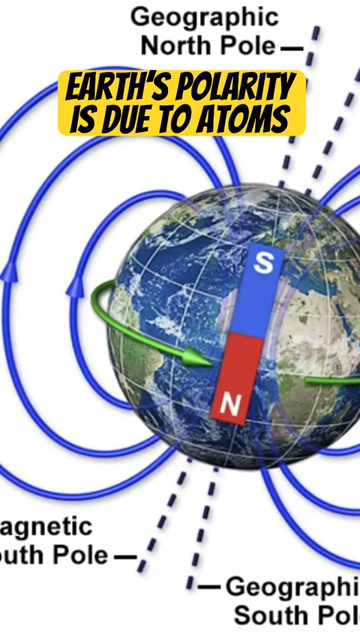 Geographic
North Pole
EARTH'S POLARITY
IS DUE TO ATOMS
S
N
agnetic
uth Pole
Geographi
South Pol